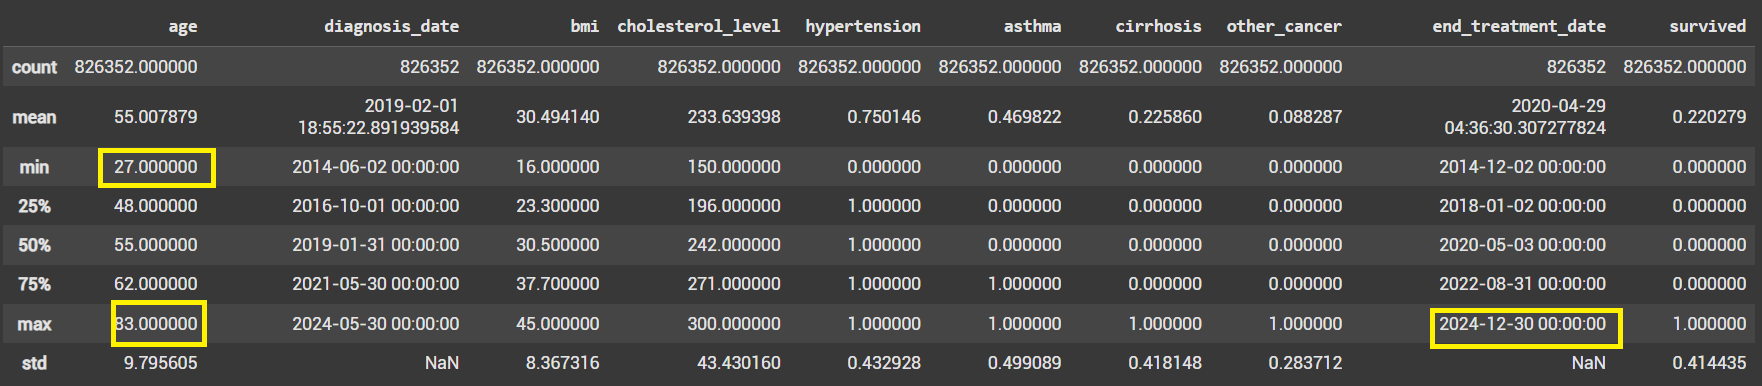 age diagnosis_date bmi cholesterol_level hypertension asthma cirrhosis other_cancer end_treatment_date survived
count 826352.000000 826352 826352.000000 826352.000000 826352.000000 826352.000000 826352.000000 826352.000000 826352 826352.000000
mean 55.007879 2019-02-01 18:55:22.891939584 30.494140 233.639398 0.750146 0.469822 0.225860 0.088287 2020-04-29 04:36:30.307277824 0.220279
min 27.000000 2014-06-02 00:00:00 16.000000 150.000000 0.000000 0.000000 0.000000 0.000000 2014-12-02 00:00:00 0.000000
25% 48.000000 2016-10-01 00:00:00 23.300000 196.000000 1.000000 0.000000 0.000000 0.000000 2018-01-02 00:00:00 0.000000
50% 55.000000 2019-01-31 00:00:00 30.500000 242.000000 1.000000 0.000000 0.000000 0.000000 2020-05-03 00:00:00 0.000000
75% 62.000000 2021-05-30 00:00:00 37.700000 271.000000 1.000000 1.000000 0.000000 0.000000 2022-08-31 00:00:00 0.000000
max 83.000000 2024-05-30 00:00:00 45.000000 300.000000 1.000000 1.000000 1.000000 1.000000 2024-12-30 00:00:00 1.000000
std 9.795605 NaN 8.367316 43.430160 0.432928 0.499089 0.418148 0.283712 NaN 0.414435